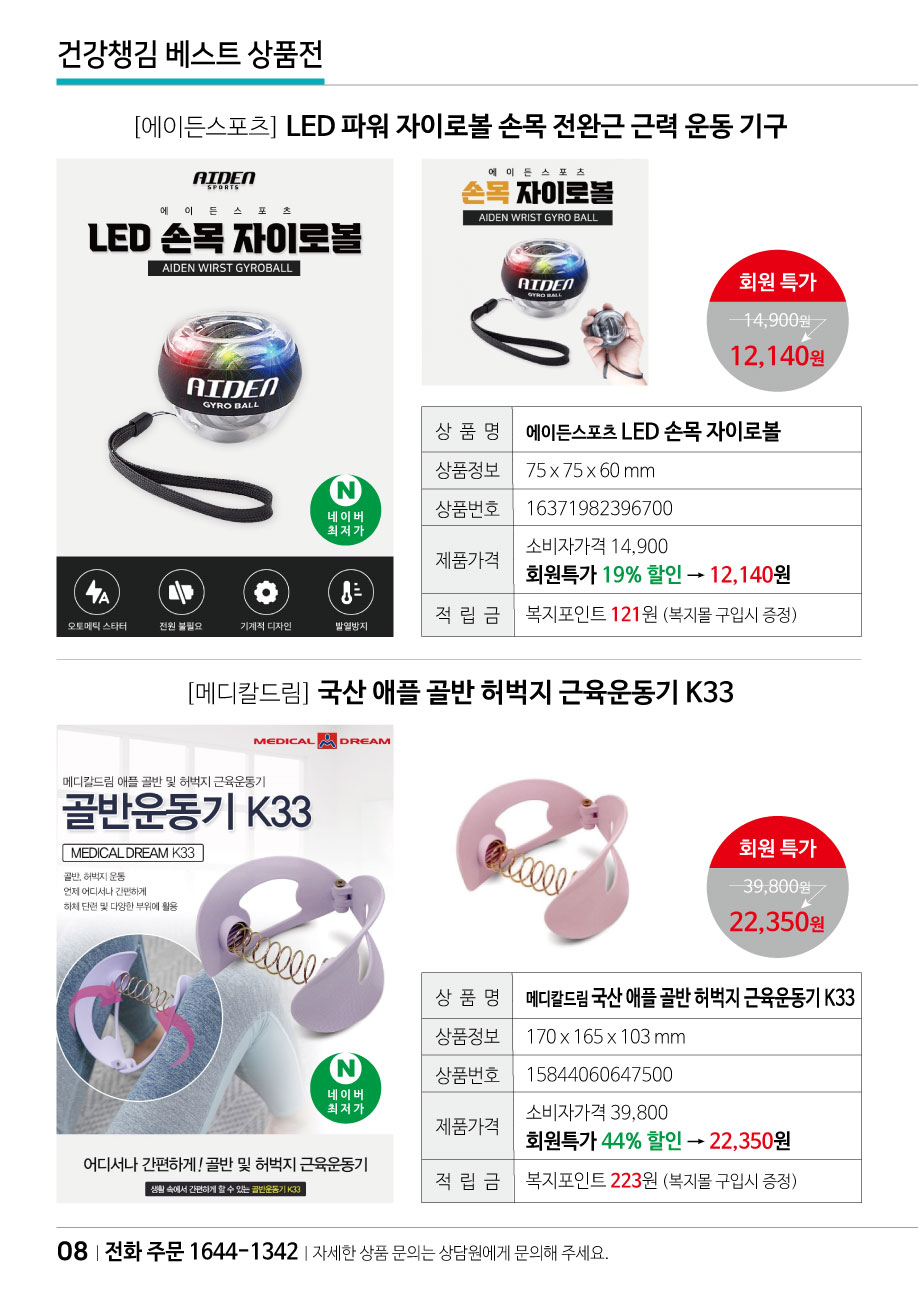 건강챙김 베스트 상품전
[에이든스포츠] LED 파워 자이로볼 손목 전완근 근력 운동 기구
AIDEN
SPORTS
에이든스포츠
LED 손목 자이로볼
AIDEN WIRST GYROBALL
AIDEN
GYRO BALL
N
네이버
최저가
오토메틱 스타터
전원 불필요
기계적 디자인
발열방지
에이든스포츠
손목 자이로볼
AIDEN WRIST GYRO BALL
AIDEN
GYRO BALL
회원 특가
14,900원
12,140원
상 품 명 에이든스포츠 LED 손목 자이로볼
상품정보 75 x 75 x 60 mm
상품번호 16371982396700
제품가격 소비자가격 14,900
회원특가 19% 할인 → 12,140원
적 립 금 복지포인트 121원 (복지몰 구입시 증정)
[메디칼드림] 국산 애플 골반 허벅지 근육운동기 K33
MEDICAL DREAM
메디칼드림 애플 골반 및 허벅지 근육운동기
골반운동기 K33
MEDICAL DREAM K33
골반, 허벅지 운동
언제 어디서나 간편하게
하체 단련 및 다양한 부위에 활용
N
네이버
최저가
어디서나 간편하게! 골반 및 허벅지 근육운동기
생활 속에서 간편하게 할 수 있는 골반운동기 K33
회원 특가
39,800원
22,350원
상 품 명 메디칼드림 국산 애플 골반 허벅지 근육운동기 K33
상품정보 170 x 165 x 103 mm
상품번호 15844060647500
제품가격 소비자가격 39,800
회원특가 44% 할인 → 22,350원
적 립 금 복지포인트 223원 (복지몰 구입시 증정)
08 | 전화 주문 1644-1342 | 자세한 상품 문의는 상담원에게 문의해 주세요.